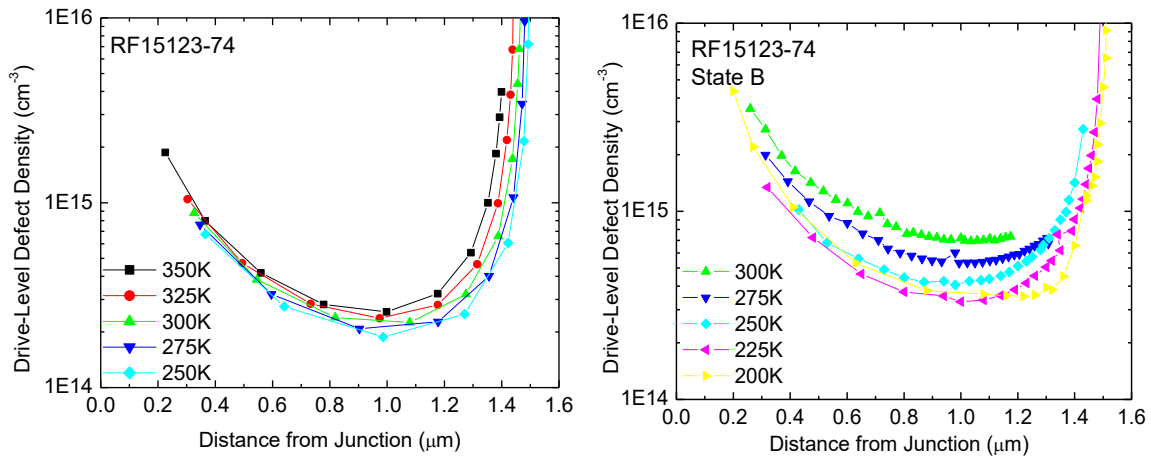 RF15123-74
Drive-Level Defect Density (cm-3)
1E16
1E15
1E14
350K
325K
300K
275K
250K
0.0 0.2 0.4 0.6 0.8 1.0 1.2 1.4 1.6
Distance from Junction (μm)
RF15123-74
State B
Drive-Level Defect Density (cm-3)
1E16
1E15
1E14
300K
275K
250K
225K
200K
0.0 0.2 0.4 0.6 0.8 1.0 1.2 1.4 1.6
Distance from Junction (μm)